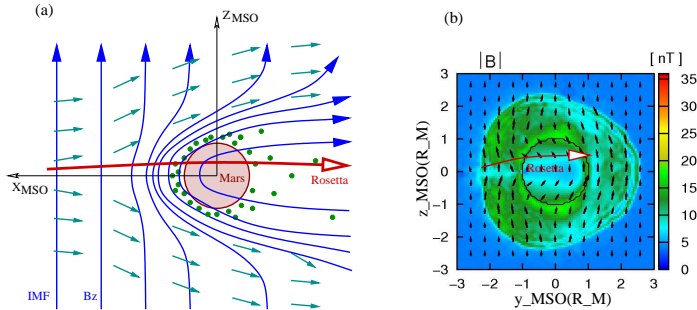 (a)
Z_MSO
X_MSO
Mars
Rosetta
IMF
Bz
(b)
|B|
[ nT]
3
2
1
0
−1
−2
−3
−3 −2 −1 0 1 2 3
z_MSO(R_M)
y_MSO(R_M)
Rosetta
35
30
25
20
15
10
5
0